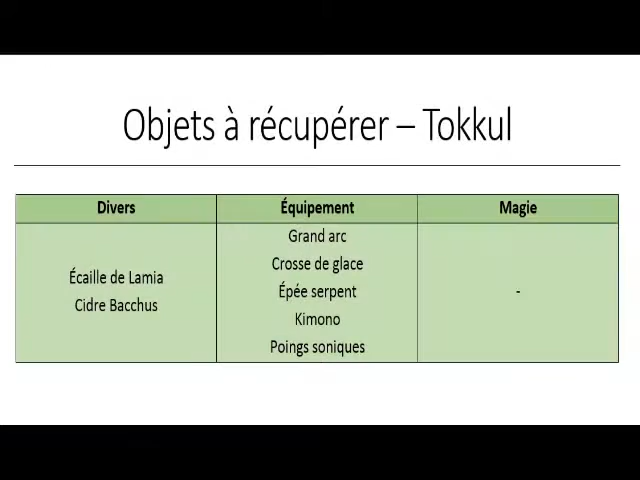 Objets à récupérer – Tokkul
Divers
Équipement
Magie
Écaille de Lamia
Cidre Bacchus
Grand arc
Crosse de glace
Épée serpent
Kimono
Poings soniques
-